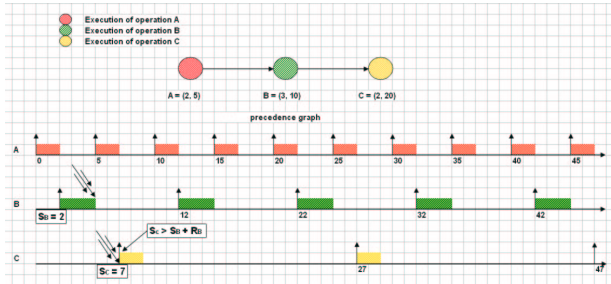 Execution of operation A
Execution of operation B
Execution of operation C
A = (2, 5)
B = (3, 10)
C = (2, 20)
precedence graph
A
0
5
10
15
20
25
30
35
40
45
B
SB = 2
12
22
32
42
Sc > SB + RB
C
SC = 7
27
47